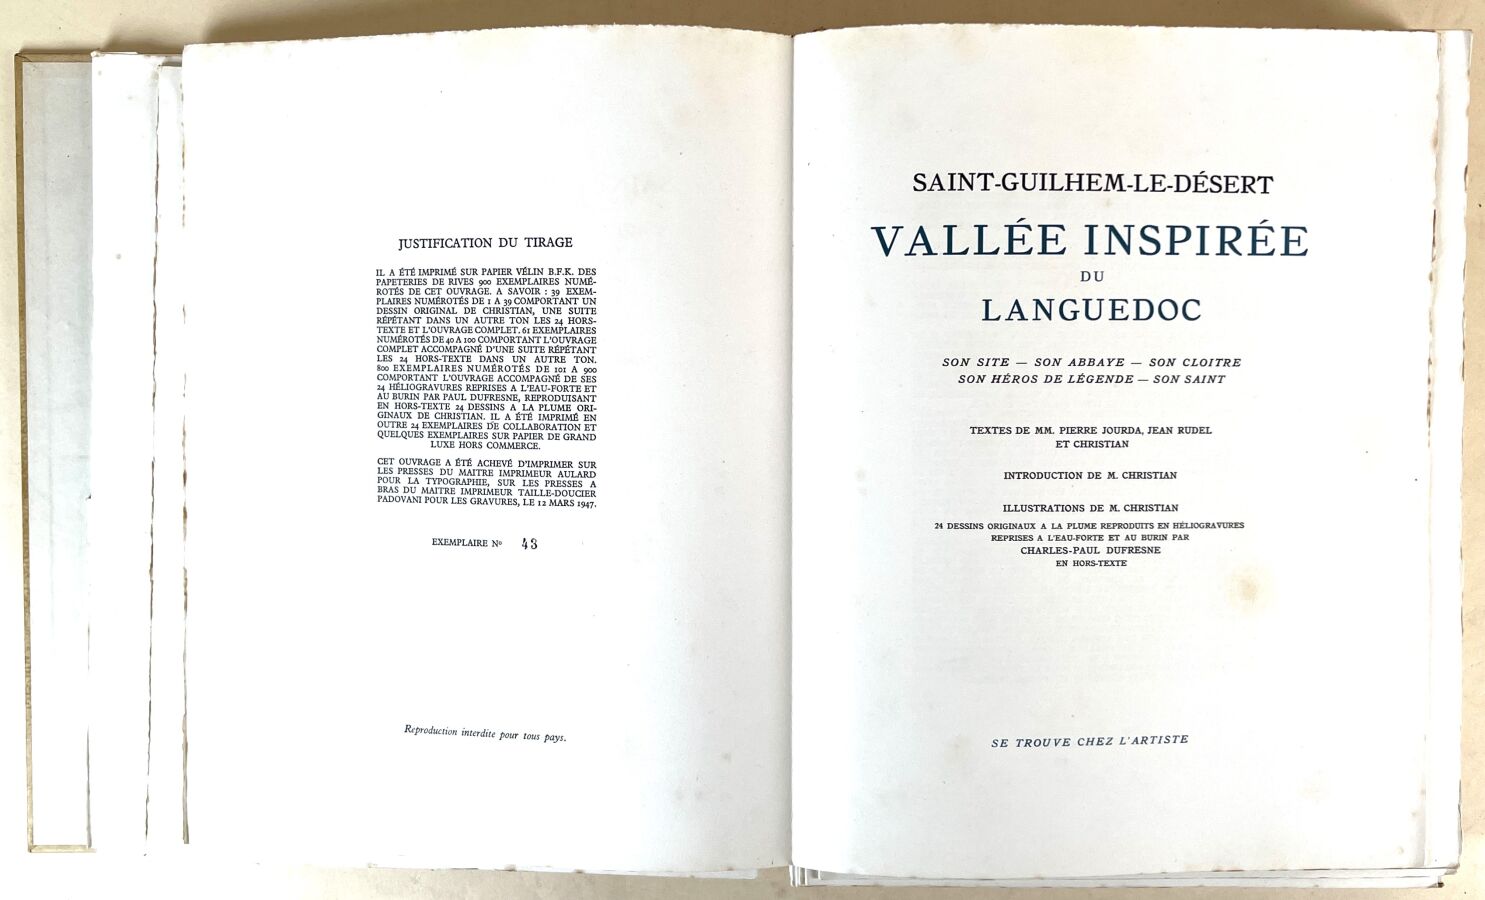 JUSTIFICATION DU TIRAGE
IL A ÉTÉ IMPRIMÉ SUR PAPIER VÉLIN B.F.K. DES
PAPETERIES DE RIVES 900 EXEMPLAIRES NUMÉ-
ROTÉS DE CET OUVRAGE. A SAVOIR : 39 EXEM-
PLAIRES NUMÉROTÉS DE 1 A 39 COMPORTANT UN
DESSIN ORIGINAL DE CHRISTIAN, UNE SUITE
RÉPÉTANT DANS UN AUTRE TON LES 24 HORS-
TEXTE ET L'OUVRAGE COMPLET. 61 EXEMPLAIRES
NUMÉROTÉS DE 40 A 100 COMPORTANT L'OUVRAGE
COMPLET ACCOMPAGNÉ D'UNE SUITE RÉPÉTANT
LES 24 HORS-TEXTE DANS UN AUTRE TON.
800 EXEMPLAIRES NUMÉROTÉS DE 101 A 900
COMPORTANT L'OUVRAGE ACCOMPAGNÉ DE SES
24 HÉLIOGRAVURES REPRISES A L'EAU-FORTE ET
AU BURIN PAR PAUL DUFRESNE, REPRODUISANT
EN HORS-TEXTE 24 DESSINS A LA PLUME ORI-
GINAUX DE CHRISTIAN. IL A ÉTÉ IMPRIMÉ EN
OUTRE 24 EXEMPLAIRES DE COLLABORATION ET
QUELQUES EXEMPLAIRES SUR PAPIER DE GRAND
LUXE HORS COMMERCE.
CET OUVRAGE A ÉTÉ ACHEVÉ D'IMPRIMER SUR
LES PRESSES DU MAITRE IMPRIMEUR AULARD
POUR LA TYPOGRAPHIE, SUR LES PRESSES A
BRAS DU MAITRE IMPRIMEUR TAILLE-DOUCIER
PADOVANI POUR LES GRAVURES, LE 12 MARS 1947.
EXEMPLAIRE Nº 43
Reproduction interdite pour tous pays.
SAINT-GUILHEM-LE-DÉSERT
VALLÉE INSPIRÉE
DU
LANGUEDOC
SON SITE — SON ABBAYE — SON CLOITRE
SON HÉROS DE LÉGENDE — SON SAINT
TEXTES DE MM. PIERRE JOURDA, JEAN RUDEL
ET CHRISTIAN
INTRODUCTION DE M. CHRISTIAN
ILLUSTRATIONS DE M. CHRISTIAN
24 DESSINS ORIGINAUX A LA PLUME REPRODUITS EN HÉLIOGRAVURES
REPRISES A L'EAU-FORTE ET AU BURIN PAR
CHARLES-PAUL DUFRESNE
EN HORS-TEXTE
SE TROUVE CHEZ L'ARTISTE